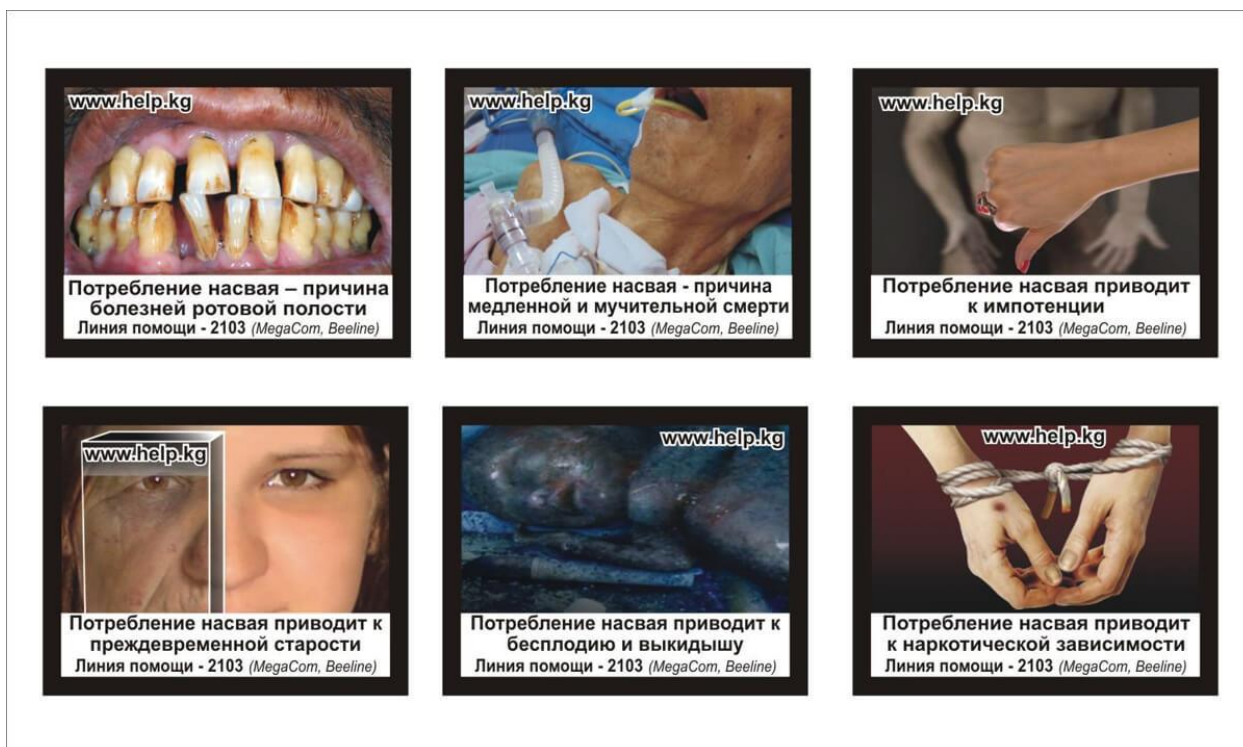 www.help.kg
Потребление насвая – причина
болезней ротовой полости
Линия помощи - 2103 (MegaCom, Beeline)
www.help.kg
Потребление насвая - причина
медленной и мучительной смерти
Линия помощи - 2103 (MegaCom, Beeline)
www.help.kg
Потребление насвая приводит
к импотенции
Линия помощи - 2103 (MegaCom, Beeline)
www.help.kg
Потребление насвая приводит к
преждевременной старости
Линия помощи - 2103 (MegaCom, Beeline)
www.help.kg
Потребление насвая приводит к
бесплодию и выкидышу
Линия помощи - 2103 (MegaCom, Beeline)
www.help.kg
Потребление насвая приводит
к наркотической зависимости
Линия помощи - 2103 (MegaCom, Beeline)